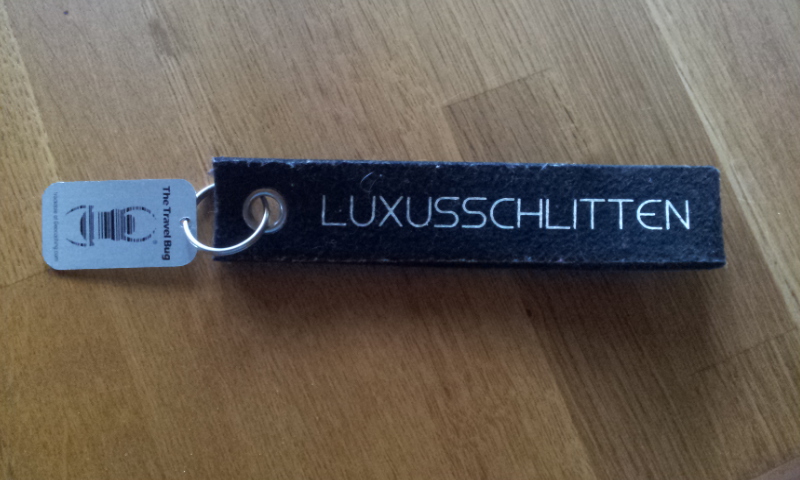 The Travel Bug
LUXUSSCHLITTEN